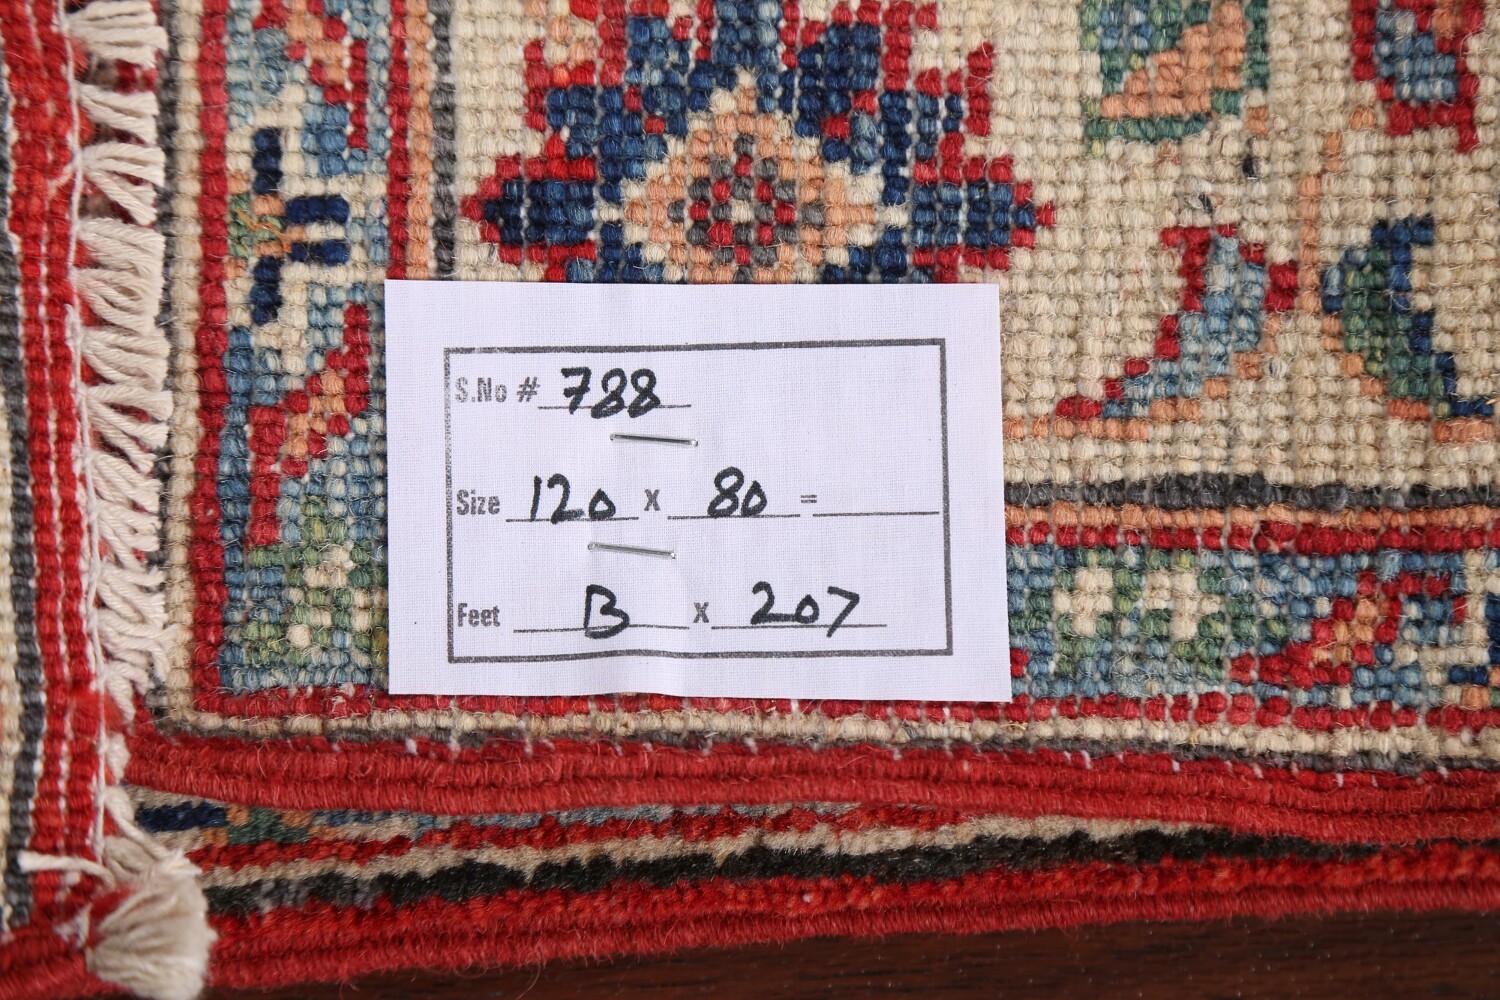 S.No # 788
Size 120 x 80 =
Feet B x 207